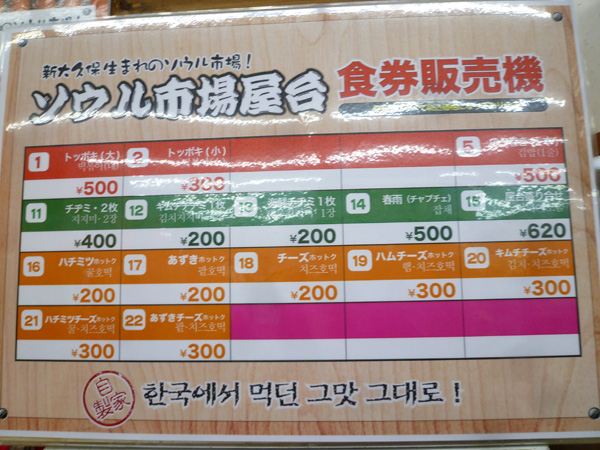 新大久保生まれのソウル市場!
ソウル市場屋台
食券販売機
1 トッポキ(大)
¥500
2 トッポキ(小)
¥300
5
¥500
11 チヂミ・2枚
지지미·2장
¥400
12
¥200
13
¥200
14 春雨(チャプチェ)
잡채
¥500
15
¥620
16 ハチミツホットク
꿀호떡
¥200
17 あずきホットク
팥호떡
¥200
18 チーズホットク
치즈호떡
¥200
19 ハムチーズホットク
햄·치즈호떡
¥300
20 キムチチーズホットク
김치·치즈호떡
¥300
21 ハチミツチーズホットク
꿀·치즈호떡
¥300
22 あずきチーズホットク
팥·치즈호떡
¥300
自家製
한국에서 먹던 그맛 그대로!